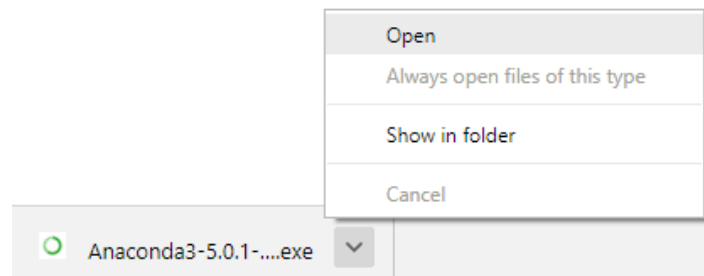 Open
Always open files of this type
Show in folder
Cancel
Anaconda3-5.0.1-....exe